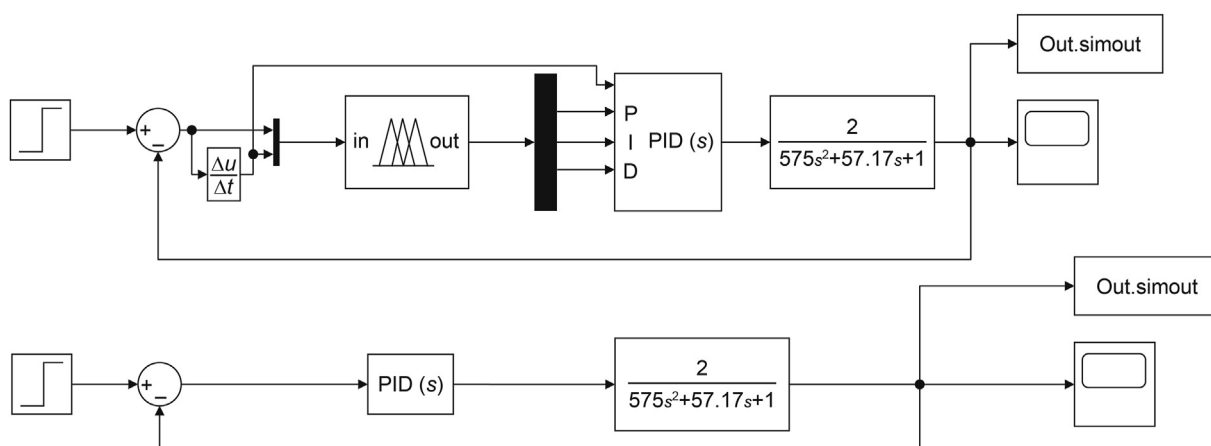 Out.simout
+
−
Δu
Δt
in
out
P
I
D
PID (s)
2
575s²+57.17s+1
Out.simout
+
−
PID (s)
2
575s²+57.17s+1